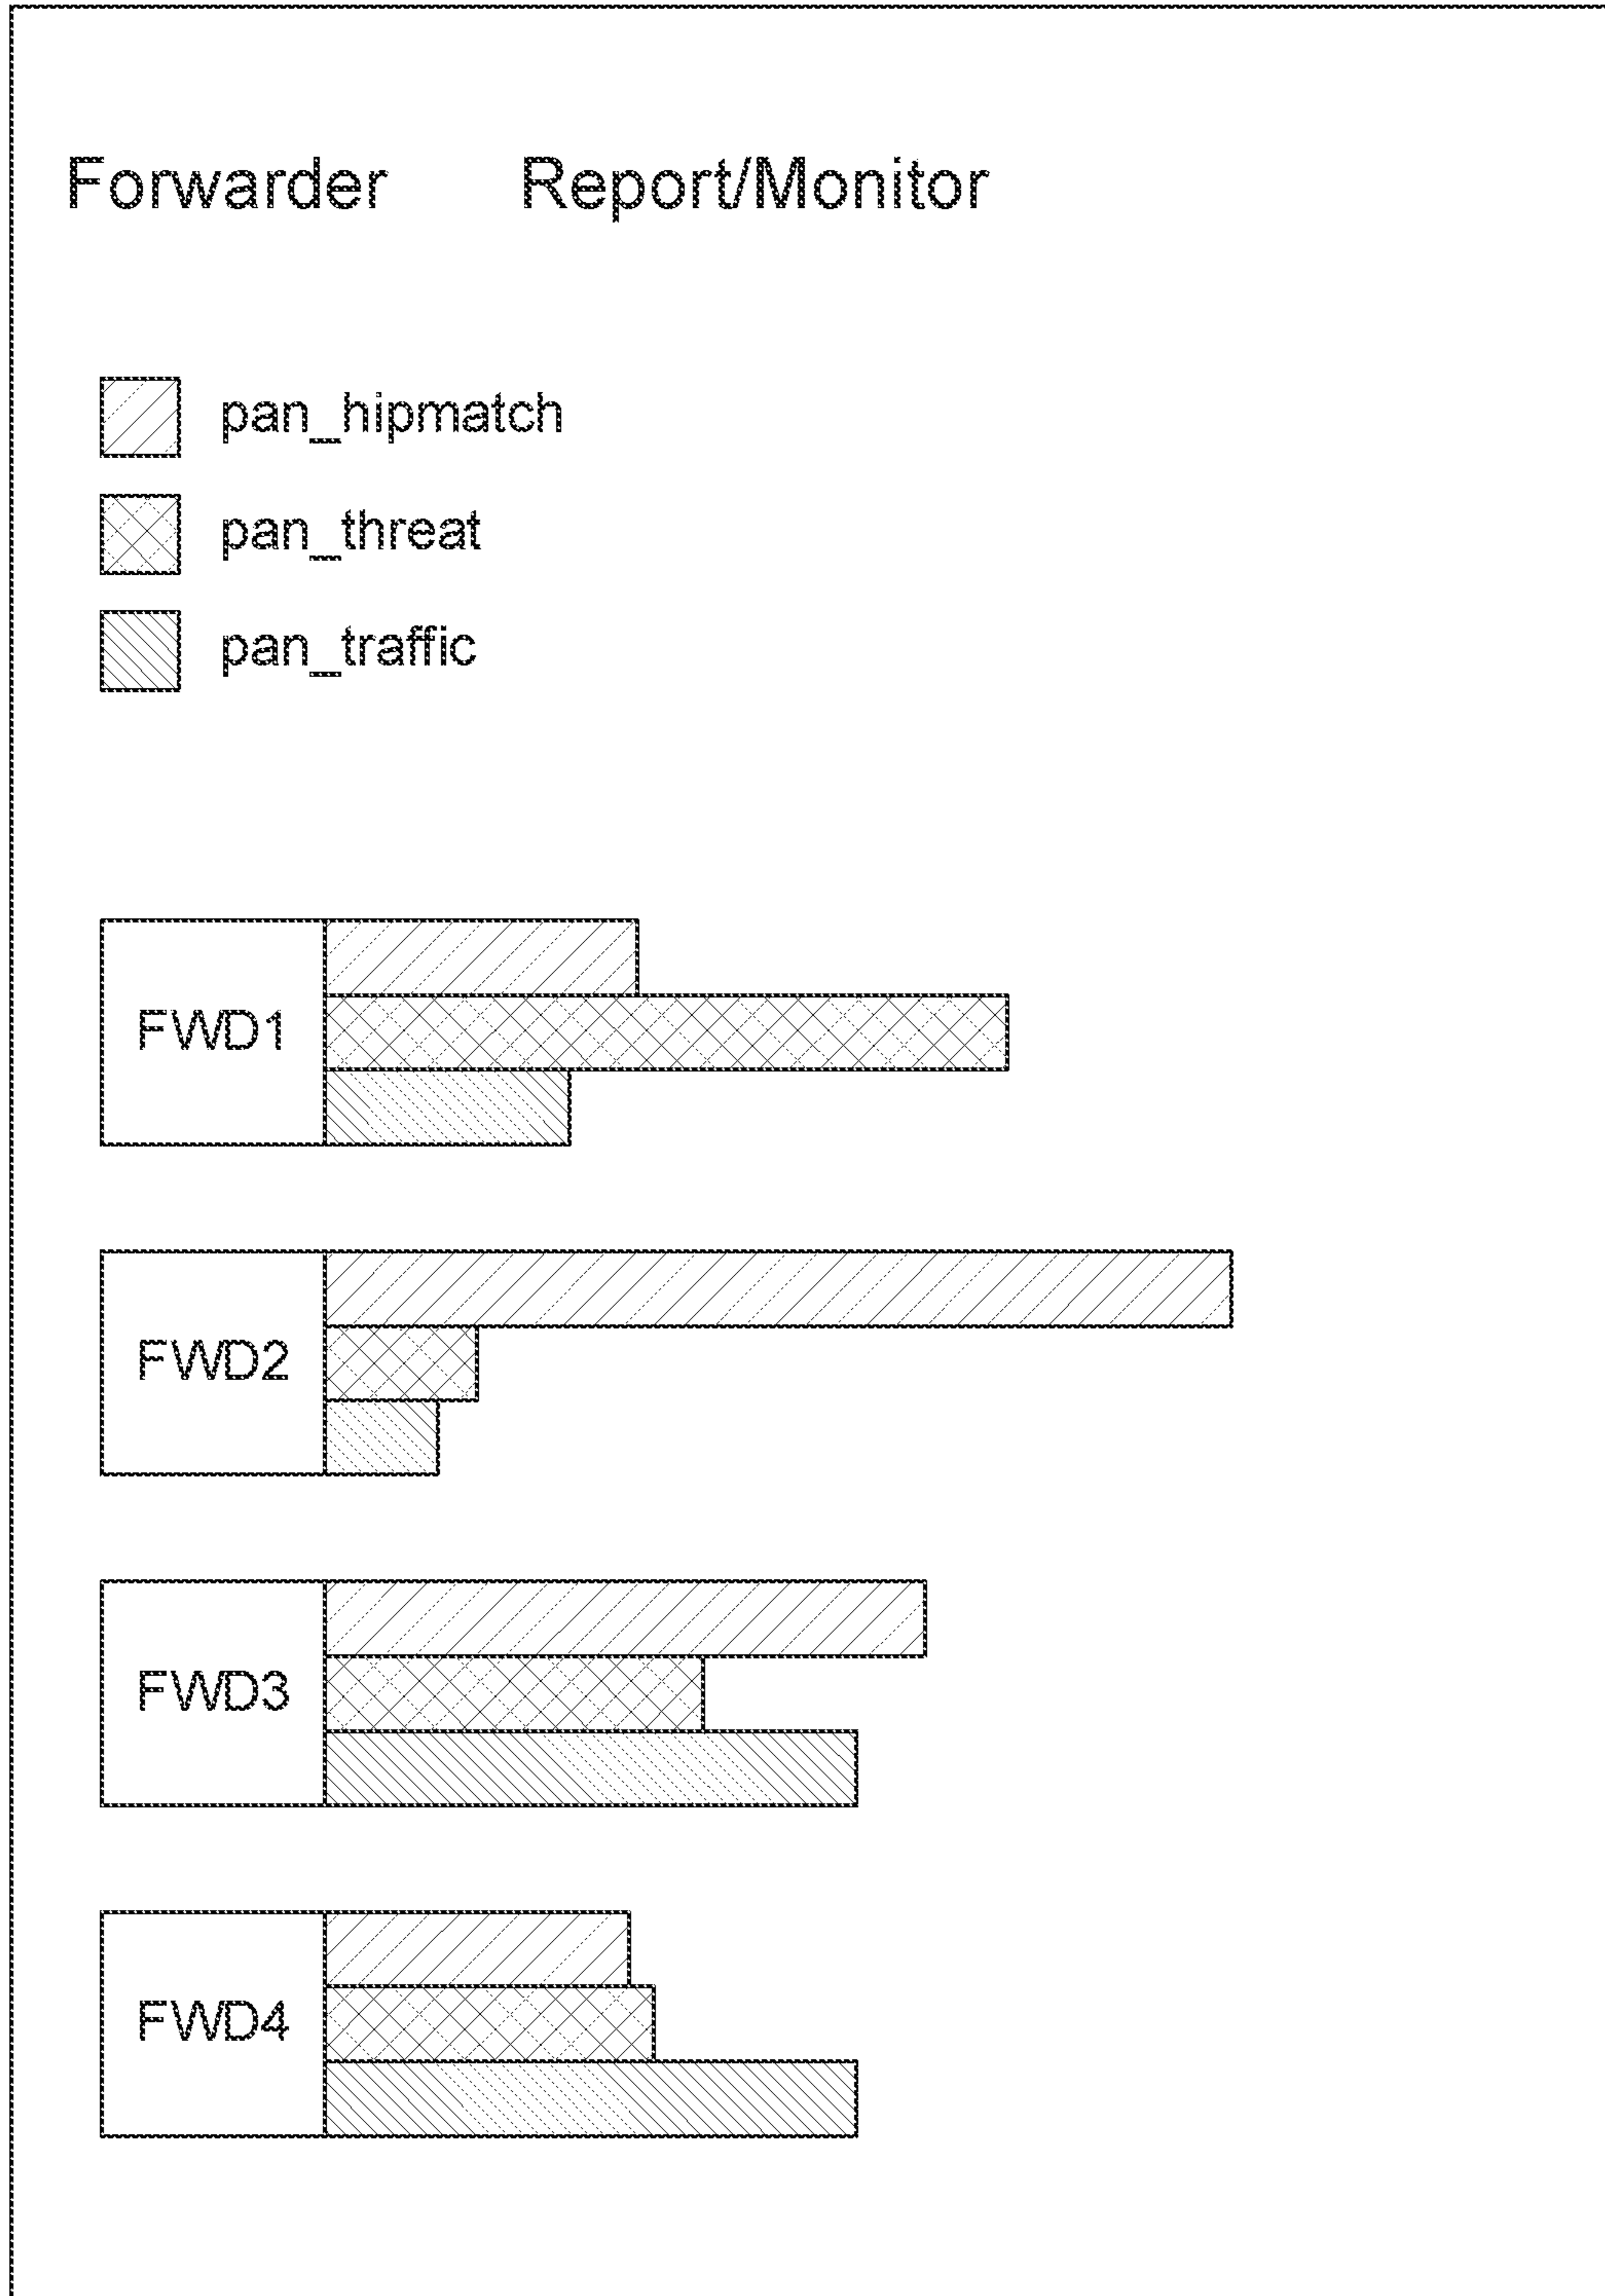 Forwarder Report/Monitor
pan_hipmatch
pan_threat
pan_traffic
FWD1
FWD2
FWD3
FWD4